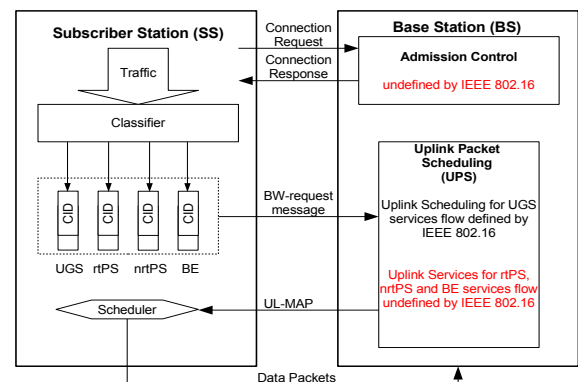 Subscriber Station (SS)
Traffic
Classifier
CID
CID
CID
CID
UGS
rtPS
nrtPS
BE
Scheduler
Connection
Request
Connection
Response
BW-request
message
UL-MAP
Data Packets
Base Station (BS)
Admission Control
undefined by IEEE 802.16
Uplink Packet
Scheduling
(UPS)
Uplink Scheduling for UGS
services flow defined by
IEEE 802.16
Uplink Services for rtPS,
nrtPS and BE services flow
undefined by IEEE 802.16